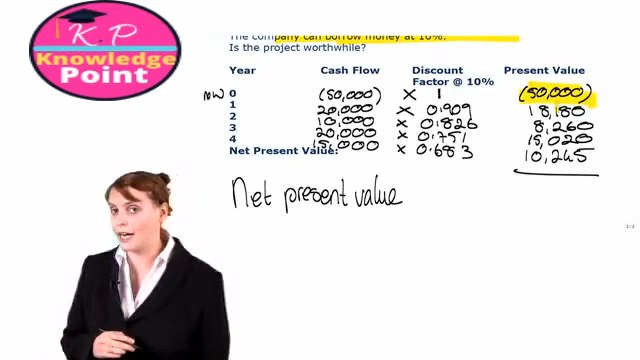 K.P
Knowledge
Point
The company can borrow money at 10%.
Is the project worthwhile?
Year Cash Flow Discount Factor @ 10% Present Value
now 0 (50,000) × 1 (50,000)
1 20,000 × 0.909 18,180
2 10,000 × 0.826 8,260
3 20,000 × 0.751 15,020
4 15,000 × 0.683 10,245
Net Present Value:
Net present value
2/2